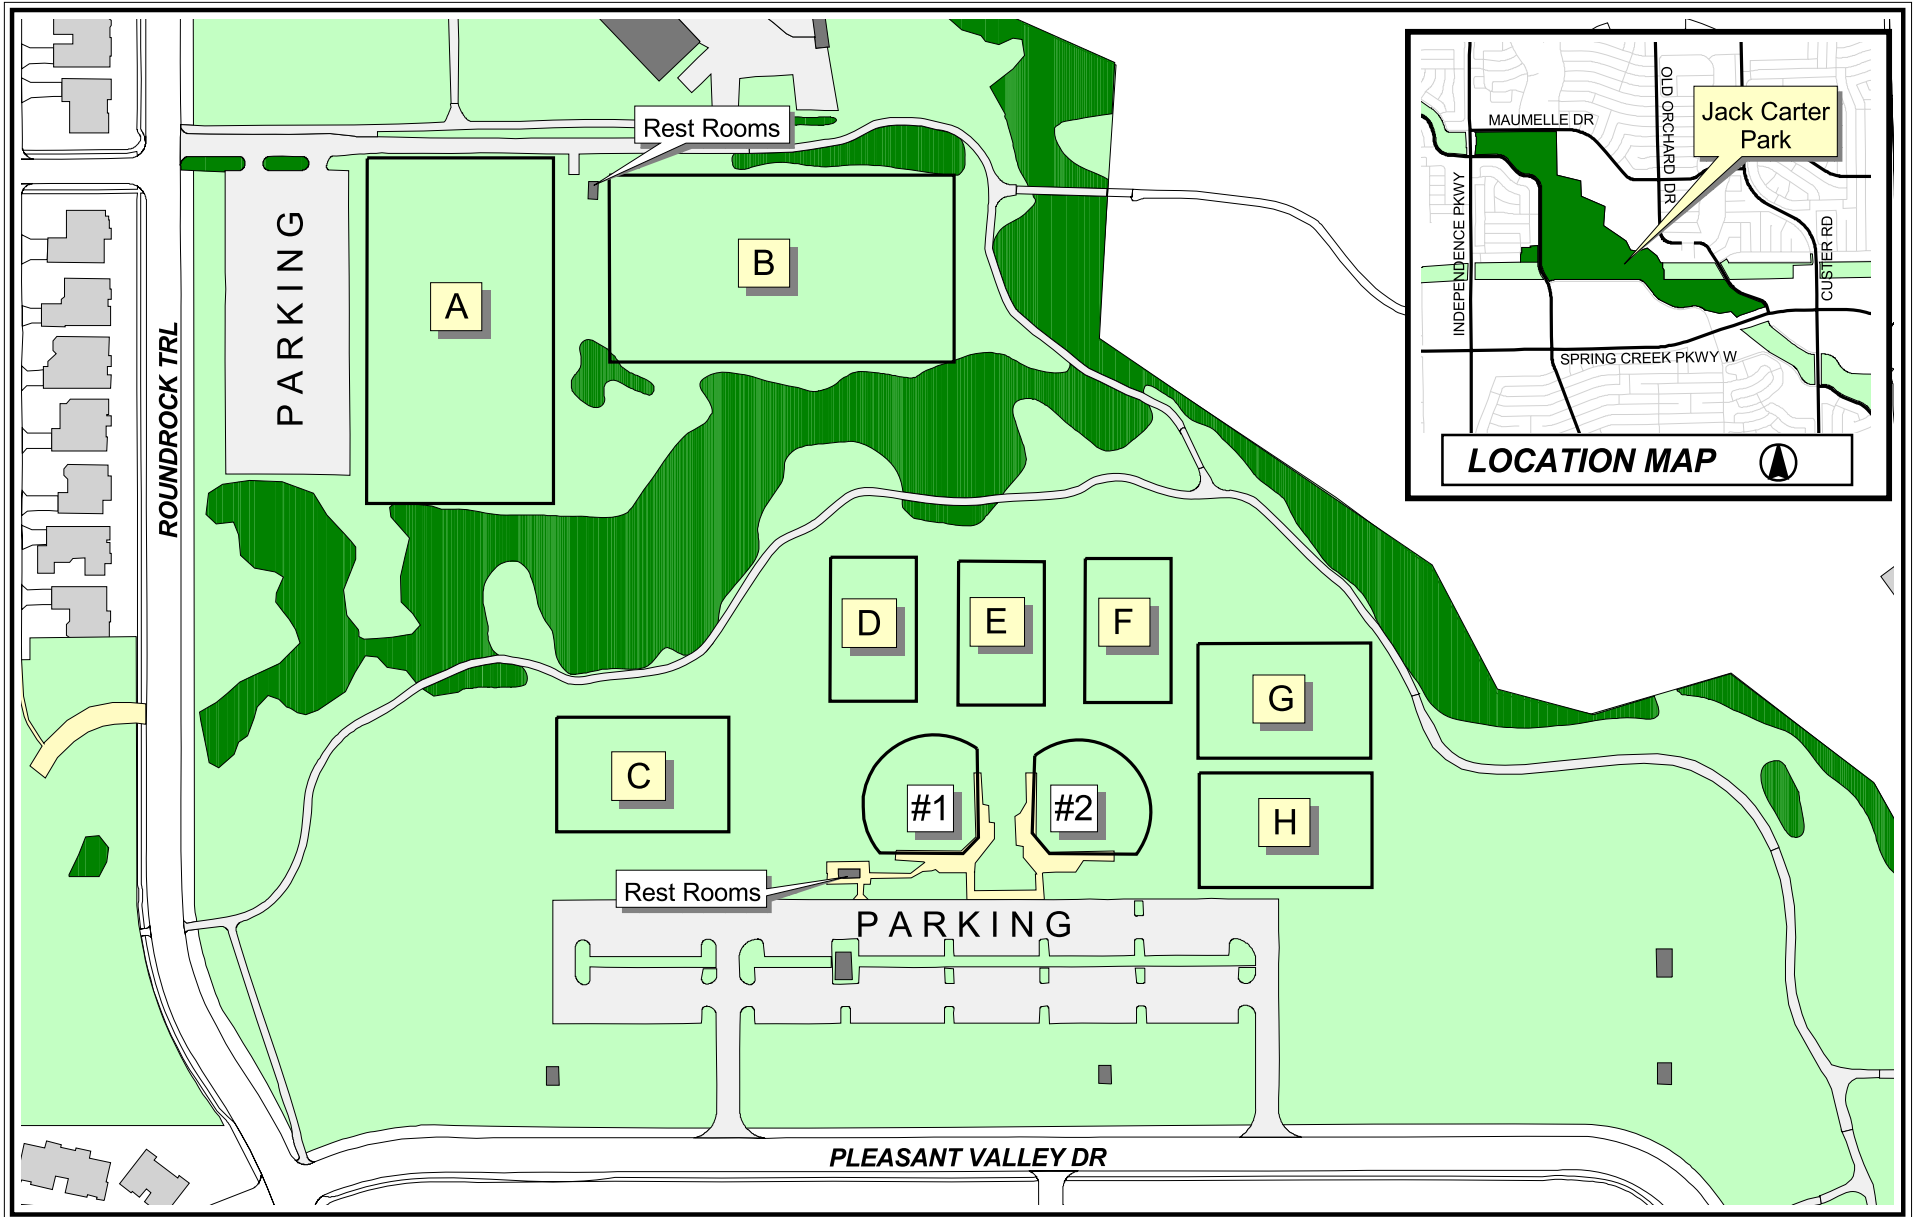 Rest Rooms
A
B
PARKING
ROUNDROCK TRL
D
E
F
G
C
#1
#2
H
Rest Rooms
PARKING
PLEASANT VALLEY DR
MAUMELLE DR
OLD ORCHARD DR
Jack Carter
Park
INDEPENDENCE PKWY
CUSTER RD
SPRING CREEK PKWY W
LOCATION MAP